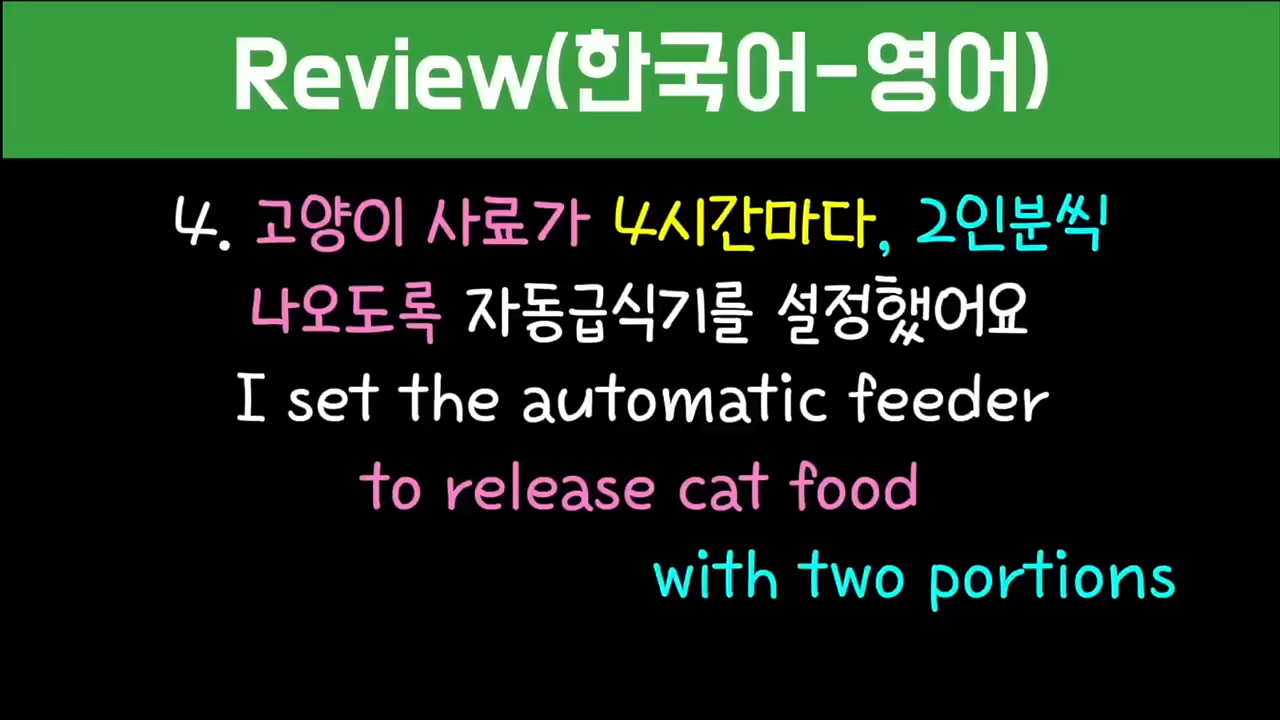 Review(한국어-영어)
4. 고양이 사료가 4시간마다, 2인분씩
나오도록 자동급식기를 설정했어요
I set the automatic feeder
to release cat food
with two portions